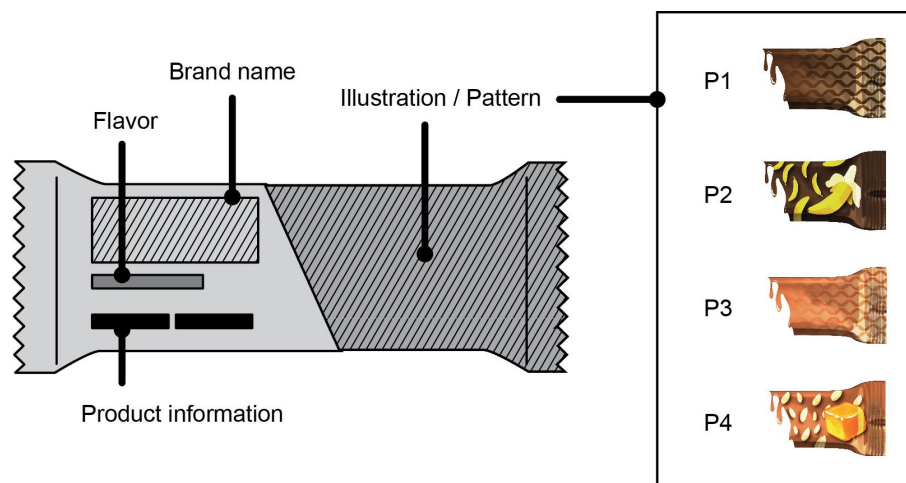 Brand name
Flavor
Illustration / Pattern
Product information
P1
P2
P3
P4